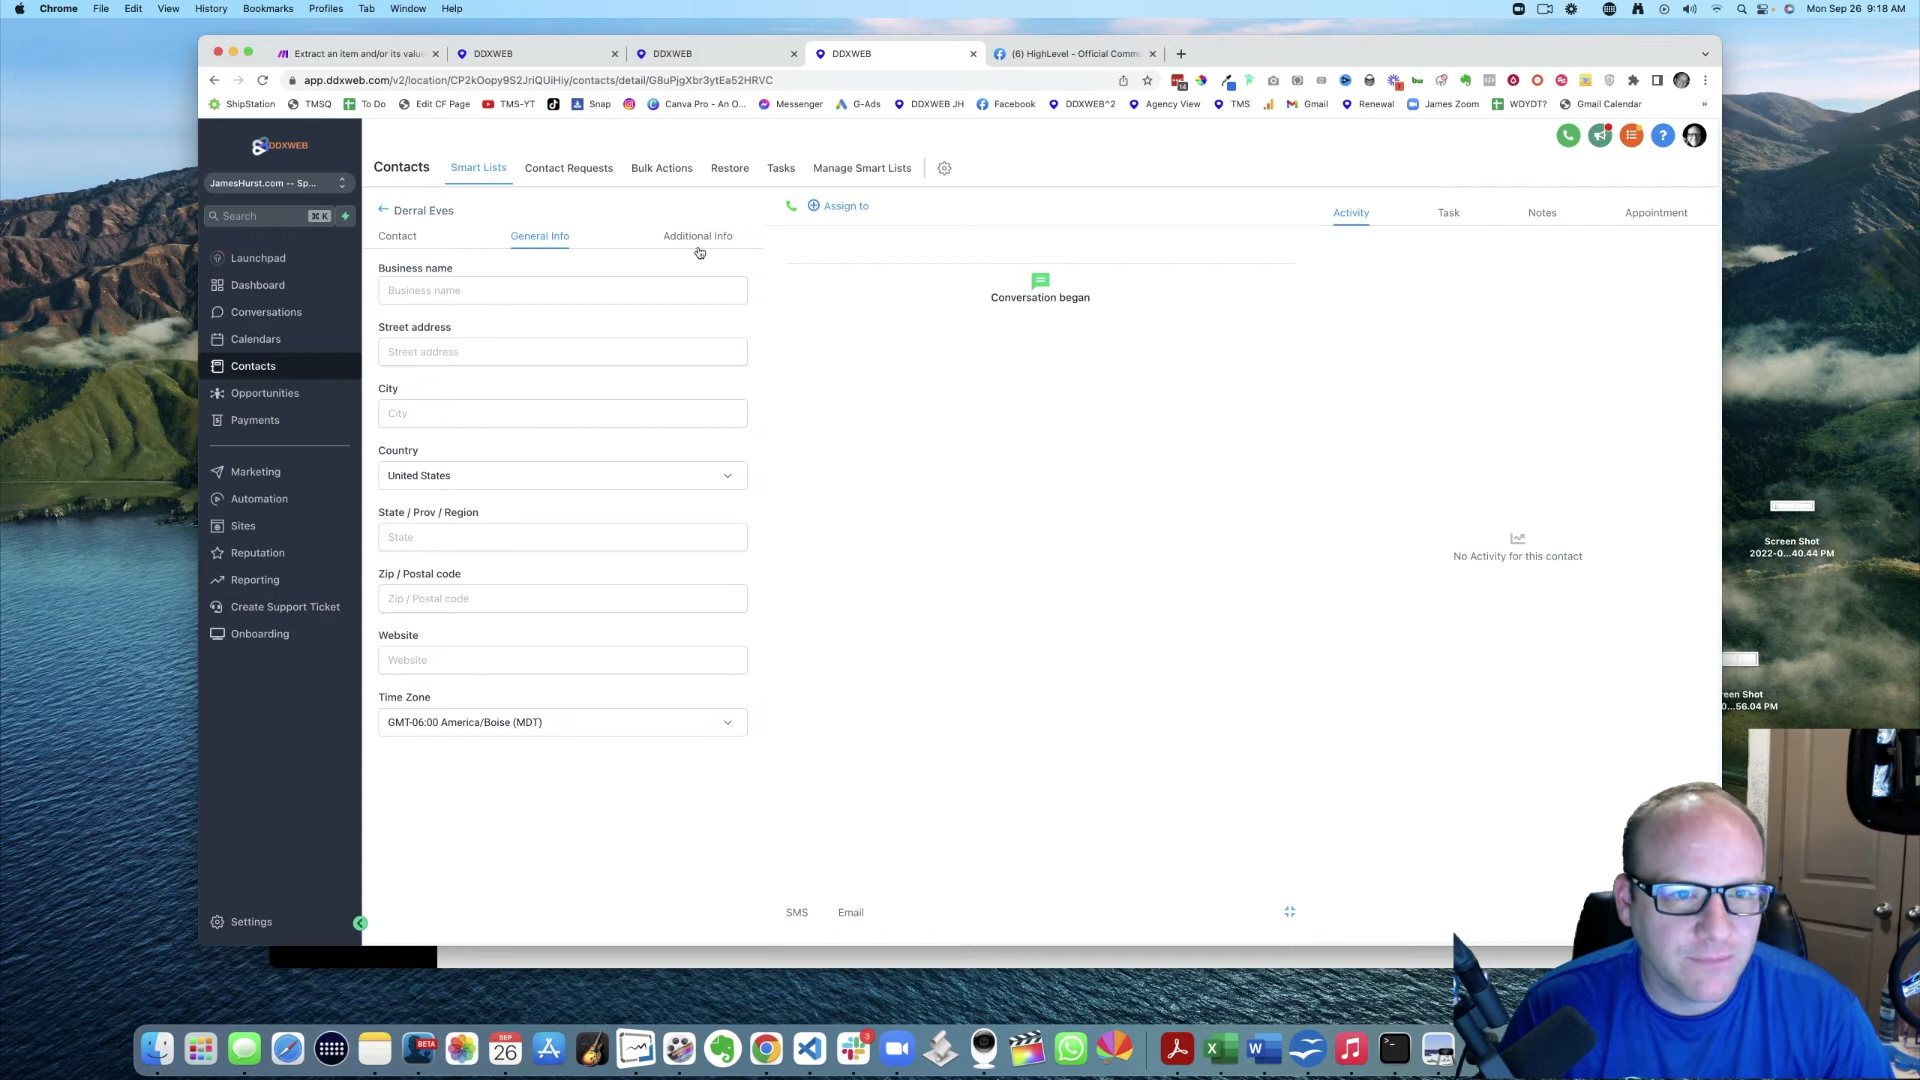 Chrome File Edit View History Bookmarks Profiles Tab Window Help
Mon Sep 26 9:18 AM
Extract an item and/or its value
DDXWEB
DDXWEB
DDXWEB
(6) HighLevel - Official Commu
app.ddxweb.com/v2/location/CP2kOopy9S2JriQUiHiy/contacts/detail/G8uPjgXbr3ytEa52HRVC
ShipStation TMSQ To Do Edit CF Page TMS-YT Snap Canva Pro - An O... Messenger G-Ads DDXWEB JH Facebook DDXWEB^2 Agency View TMS Gmail Renewal James Zoom WDYDT? Gmail Calendar »
DDXWEB
JamesHurst.com -- Sp...
Search ⌘ K
Launchpad
Dashboard
Conversations
Calendars
Contacts
Opportunities
Payments
Marketing
Automation
Sites
Reputation
Reporting
Create Support Ticket
Onboarding
Settings
Contacts Smart Lists Contact Requests Bulk Actions Restore Tasks Manage Smart Lists
Derral Eves
Contact General Info Additional Info
Business name
Business name
Street address
Street address
City
City
Country
United States
State / Prov / Region
State
Zip / Postal code
Zip / Postal code
Website
Website
Time Zone
GMT-06:00 America/Boise (MDT)
Assign to
Conversation began
SMS Email
Activity Task Notes Appointment
No Activity for this contact
Screen Shot
2022-0...40.44 PM
reen Shot
0...56.04 PM
BETA
SEP
26
3